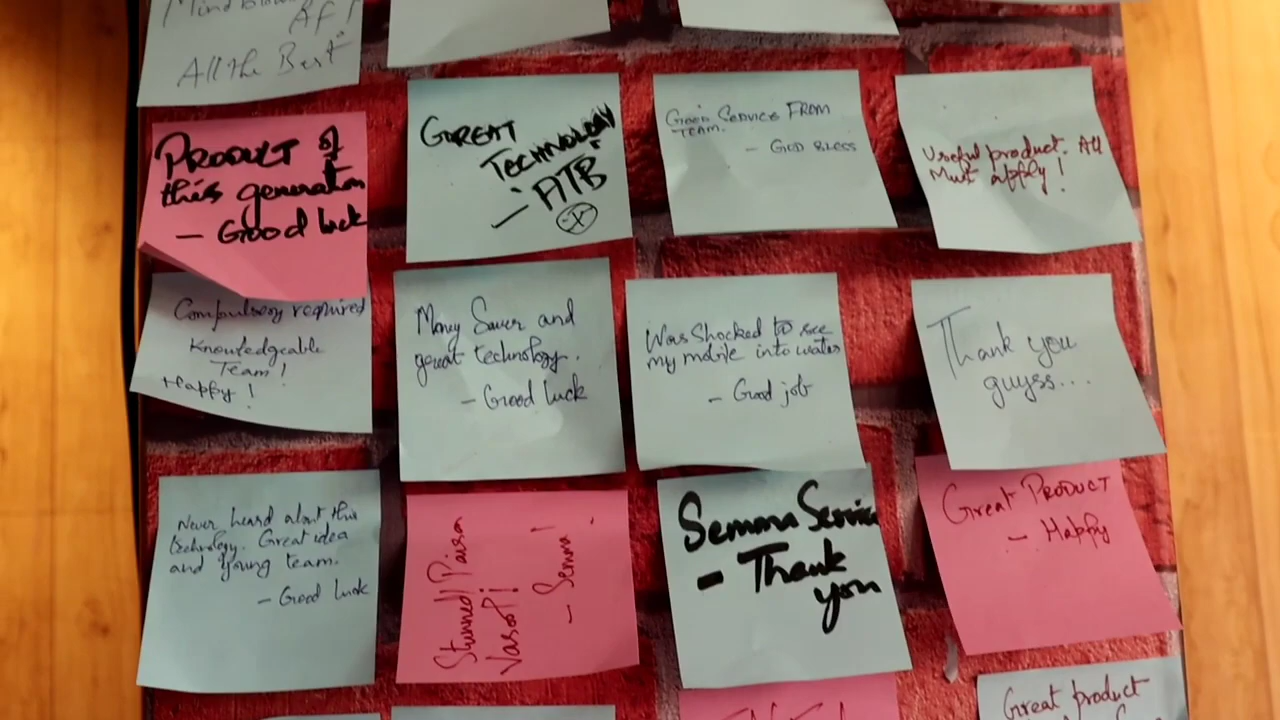 Mindblowing
AF!
All the Best
PRODUCT of
this generation
- Good luck
GREAT
TECHNOLOGY
- ATB
GOOD SERVICE FROM
TEAM.
- GOD BLESS
Useful product. All
Must apply!
Compulsory required
Knowledgeable
Team!
Happy!
Money Saver and
great technology.
- Good luck
Was Shocked to see
my mobile into water
- Good job
Thank you
guyss...
Never heard about this
technology. Great idea
and young team.
- Good luck
Stunned! Paisa
Vasool!
- Semma!
Semma Service
- Thank
you
Great PRODUCT
- Happy
Great product